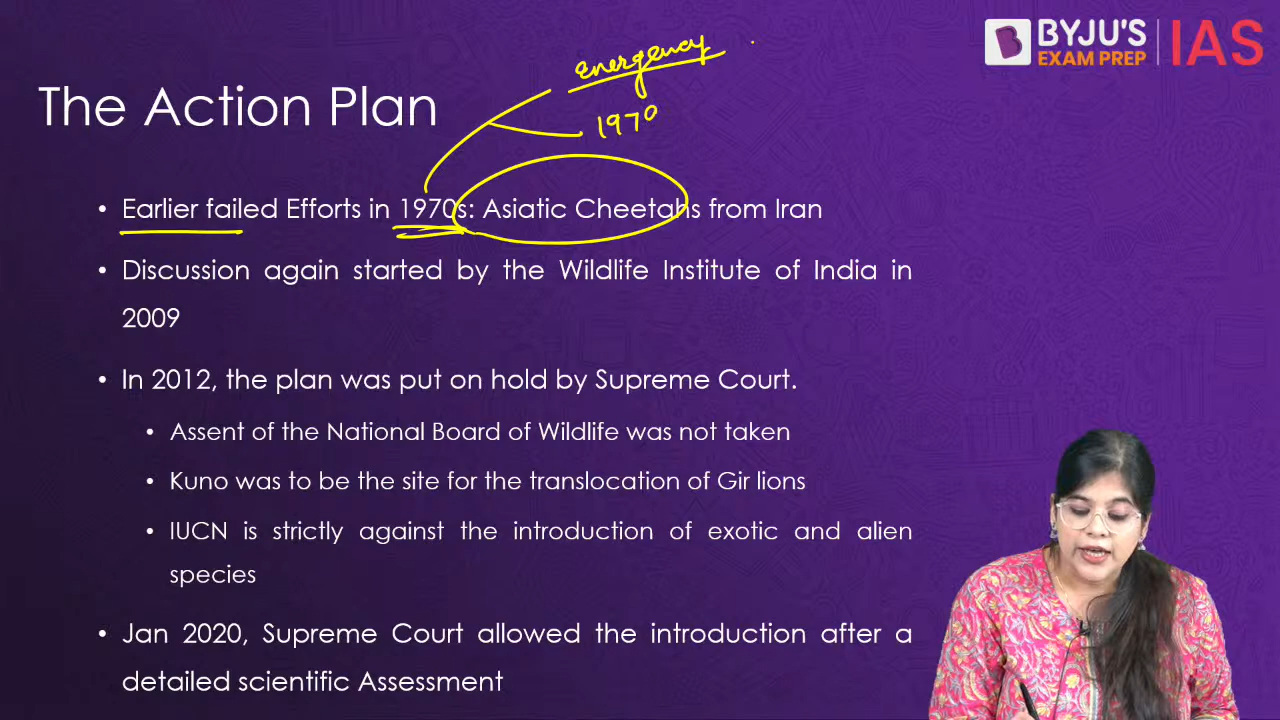 BYJU'S
EXAM PREP
IAS
Emergency
1970
The Action Plan
• Earlier failed Efforts in 1970s: Asiatic Cheetahs from Iran
• Discussion again started by the Wildlife Institute of India in
2009
• In 2012, the plan was put on hold by Supreme Court.
• Assent of the National Board of Wildlife was not taken
• Kuno was to be the site for the translocation of Gir lions
• IUCN is strictly against the introduction of exotic and alien
species
• Jan 2020, Supreme Court allowed the introduction after a
detailed scientific Assessment